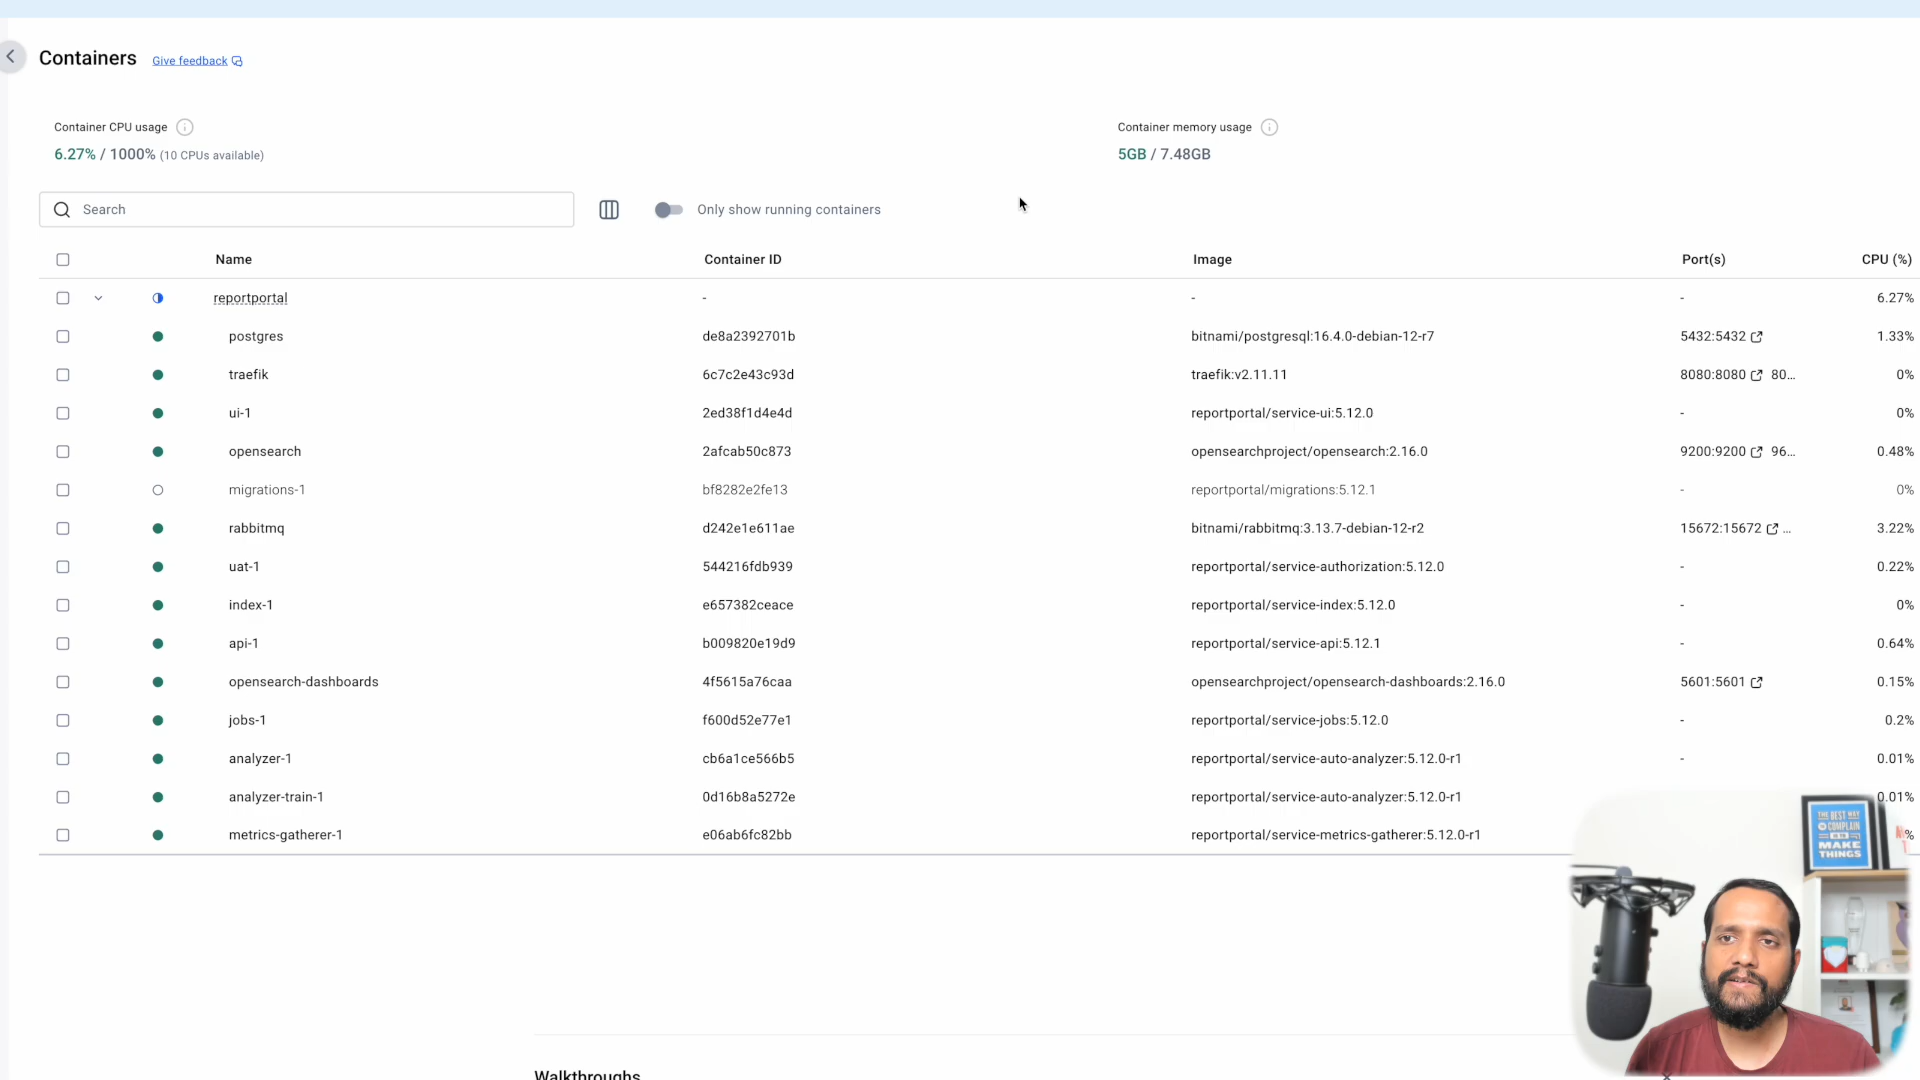 Containers Give feedback
Container CPU usage
6.27% / 1000% (10 CPUs available)
Container memory usage
5GB / 7.48GB
Search
Only show running containers
Name Container ID Image Port(s) CPU (%)
reportportal - - - 6.27%
postgres de8a2392701b bitnami/postgresql:16.4.0-debian-12-r7 5432:5432 1.33%
traefik 6c7c2e43c93d traefik:v2.11.11 8080:8080 80... 0%
ui-1 2ed38f1d4e4d reportportal/service-ui:5.12.0 - 0%
opensearch 2afcab50c873 opensearchproject/opensearch:2.16.0 9200:9200 96... 0.48%
migrations-1 bf8282e2fe13 reportportal/migrations:5.12.1 - 0%
rabbitmq d242e1e611ae bitnami/rabbitmq:3.13.7-debian-12-r2 15672:15672 ... 3.22%
uat-1 544216fdb939 reportportal/service-authorization:5.12.0 - 0.22%
index-1 e657382ceace reportportal/service-index:5.12.0 - 0%
api-1 b009820e19d9 reportportal/service-api:5.12.1 - 0.64%
opensearch-dashboards 4f5615a76caa opensearchproject/opensearch-dashboards:2.16.0 5601:5601 0.15%
jobs-1 f600d52e77e1 reportportal/service-jobs:5.12.0 - 0.2%
analyzer-1 cb6a1ce566b5 reportportal/service-auto-analyzer:5.12.0-r1 - 0.01%
analyzer-train-1 0d16b8a5272e reportportal/service-auto-analyzer:5.12.0-r1 0.01%
metrics-gatherer-1 e06ab6fc82bb reportportal/service-metrics-gatherer:5.12.0-r1 %
THE BEST WAY
TO COMPLAIN
IS TO
MAKE
THINGS
Walkthroughs